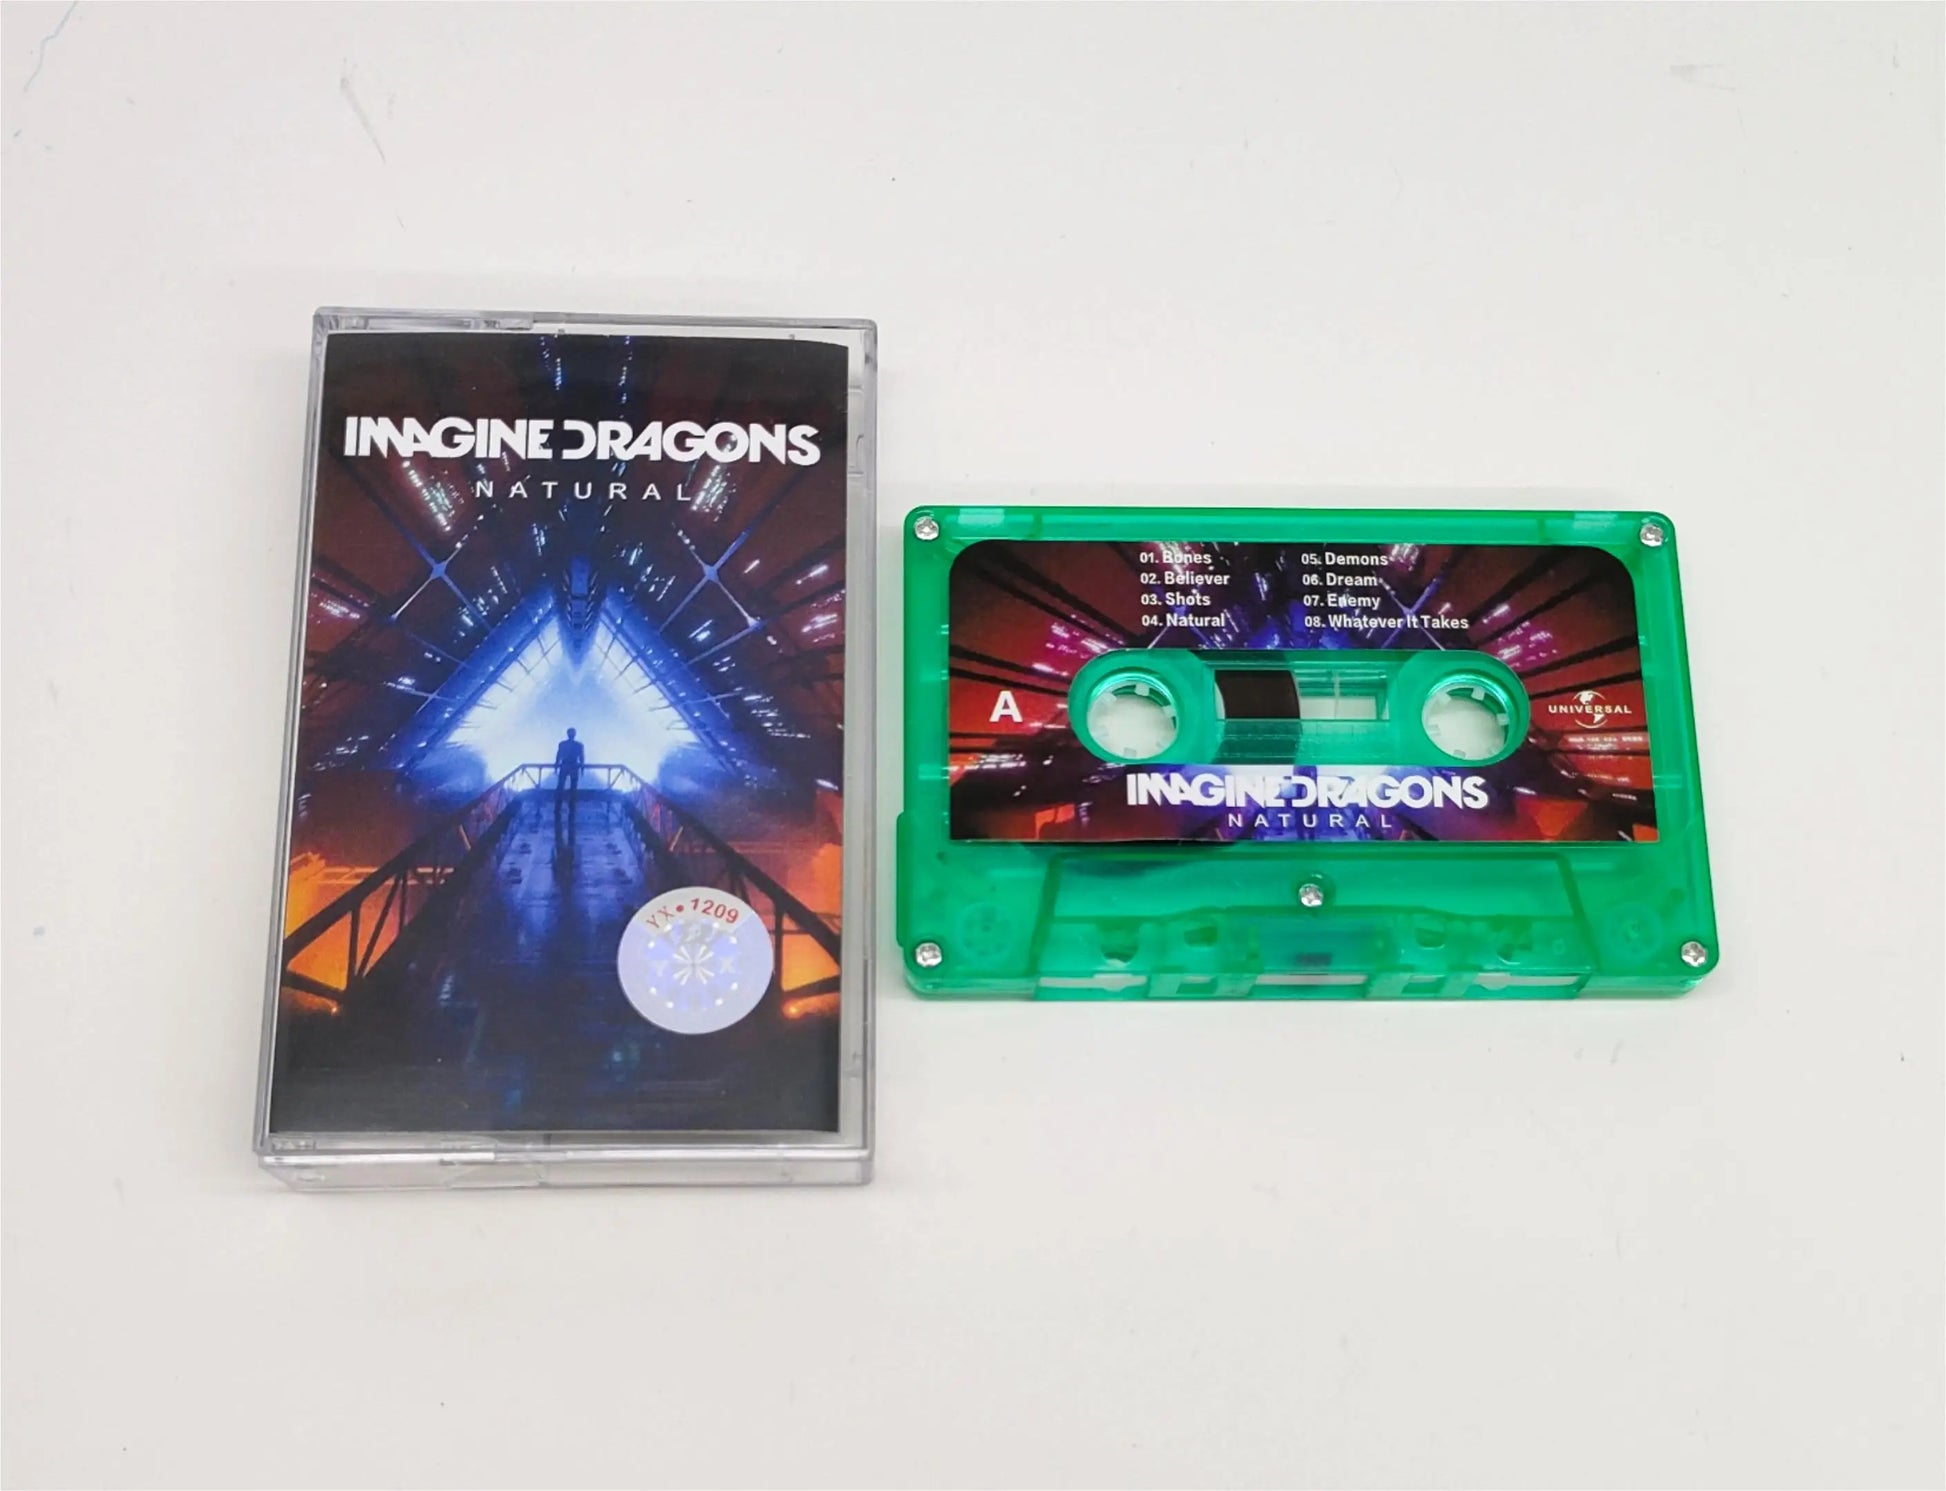 IMAGINE DRAGONS
NATURAL
YX•1209
01. Bones
02. Believer
03. Shots
04. Natural
05. Demons
06. Dream
07. Enemy
08. Whatever It Takes
A
UNIVERSAL
IMAGINE DRAGONS
NATURAL